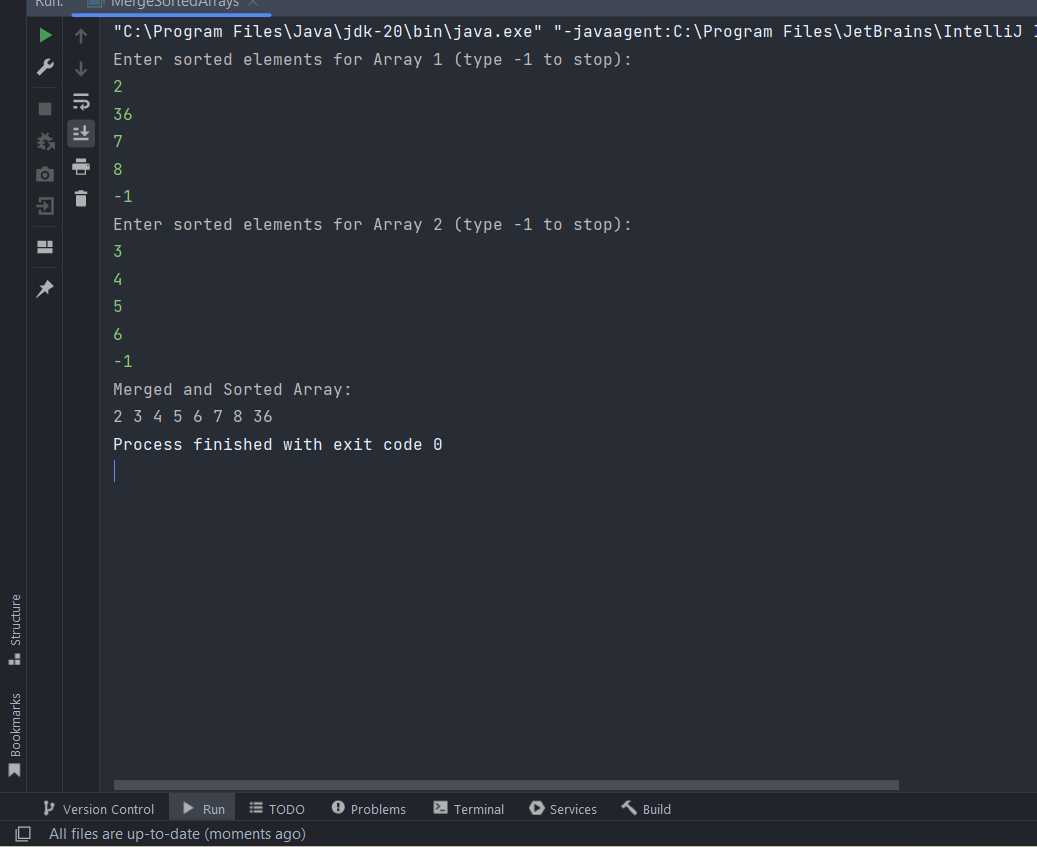 Run:
MergeSortedArrays
"C:\Program Files\Java\jdk-20\bin\java.exe" "-javaagent:C:\Program Files\JetBrains\IntelliJ
Enter sorted elements for Array 1 (type -1 to stop):
2
36
7
8
-1
Enter sorted elements for Array 2 (type -1 to stop):
3
4
5
6
-1
Merged and Sorted Array:
2 3 4 5 6 7 8 36
Process finished with exit code 0
Structure
Bookmarks
Version Control
Run
TODO
Problems
Terminal
Services
Build
All files are up-to-date (moments ago)